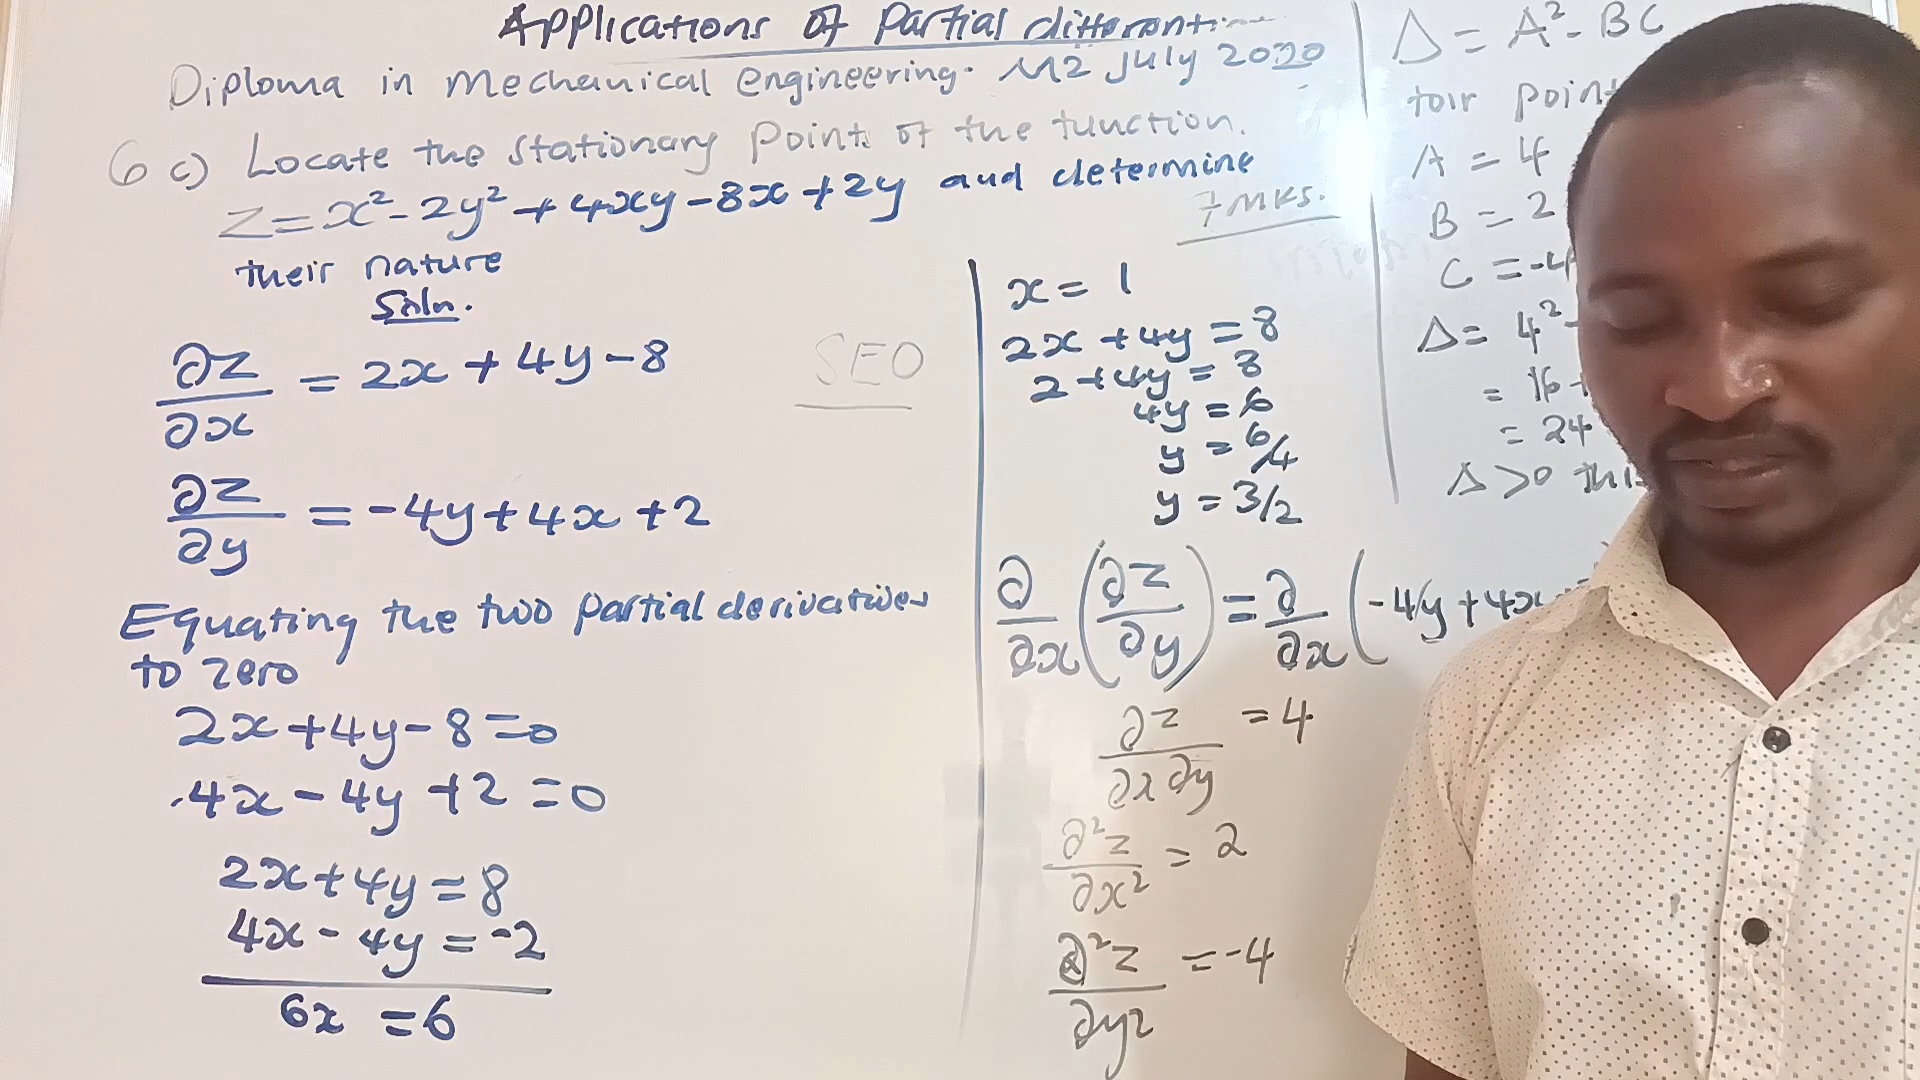 Applications of Partial
Diploma in Mechanical engineering. M2 July 2020
6 c) Locate the stationary Points of the function.
Z = x² - 2y² + 4xy - 8x + 2y and determine
their nature
7 mks.
Soln.
∂z/∂x = 2x + 4y - 8
SEO
∂z/∂y = -4y + 4x + 2
Equating the two Partial derivatives
to zero
2x + 4y - 8 = 0
4x - 4y + 2 = 0
2x + 4y = 8
4x - 4y = -2
6x = 6
x = 1
2x + 4y = 8
2 + 4y = 8
4y = 6
y = 6/4
y = 3/2
∂/∂x (∂z/∂y) = ∂/∂x (-4y + 4x
∂z/∂x∂y = 4
∂²z/∂x² = 2
∂²z/∂y² = -4
Δ = A² - BC
for
A = 4
B = 2
C = -4
Δ = 4² -
= 16 +
= 24
Δ > 0